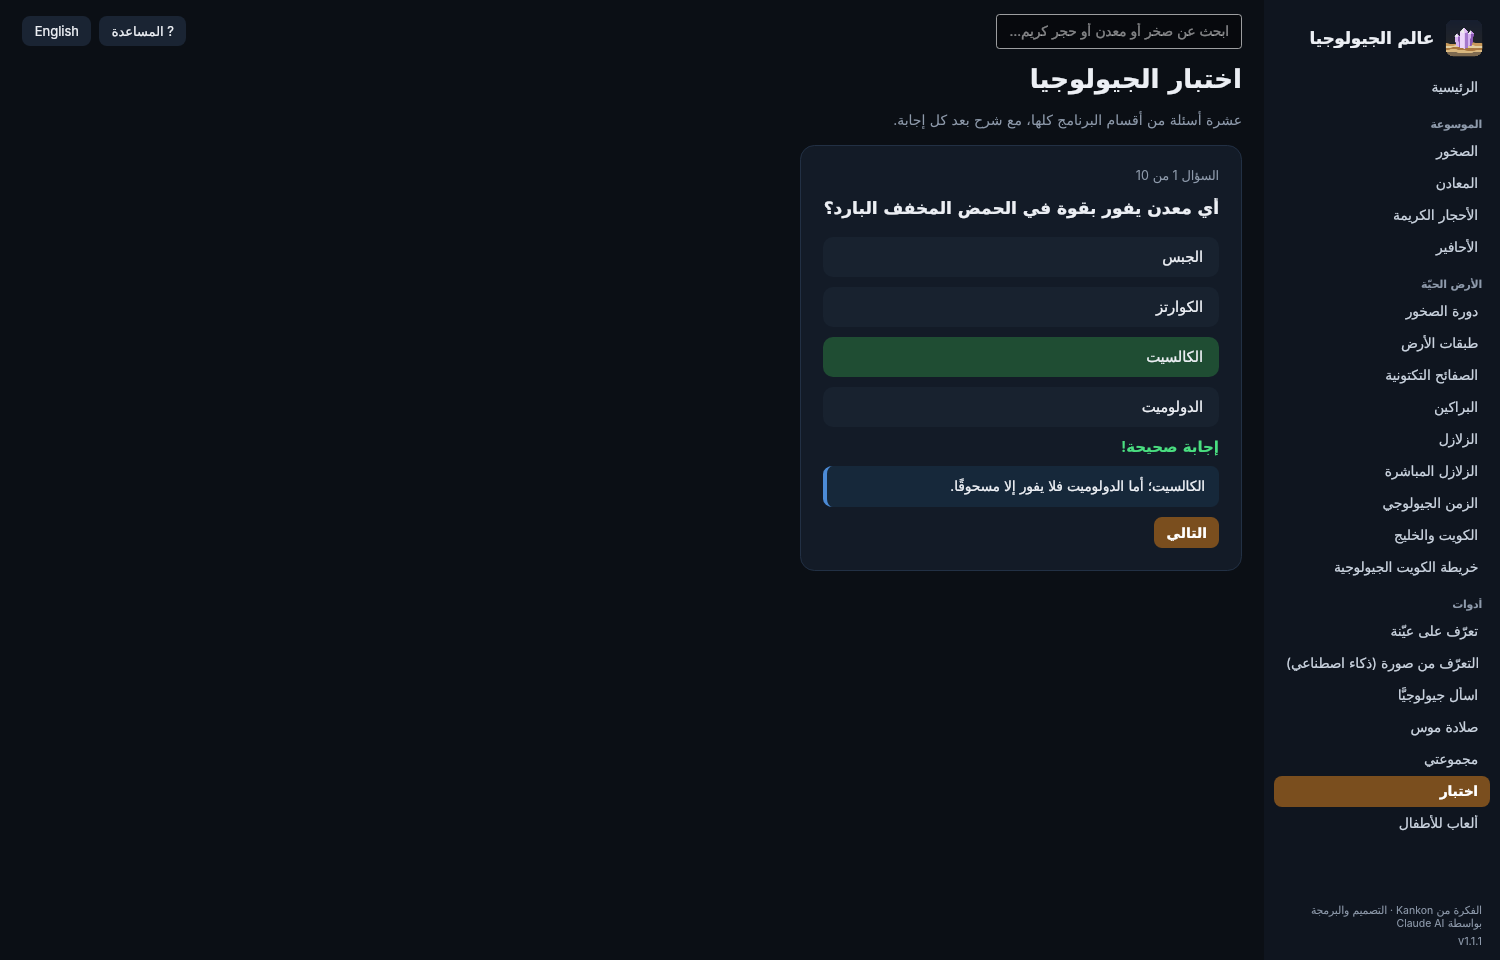 عالم الجيولوجيا
الرئيسية
الموسوعة
الصخور
المعادن
الأحجار الكريمة
الأحافير
الأرض الحيّة
دورة الصخور
طبقات الأرض
الصفائح التكتونية
البراكين
الزلازل
الزلازل المباشرة
الزمن الجيولوجي
الكويت والخليج
خريطة الكويت الجيولوجية
أدوات
تعرّف على عيّنة
التعرّف من صورة (ذكاء اصطناعي)
اسأل جيولوجيًّا
صلادة موس
مجموعتي
اختبار
ألعاب للأطفال
الفكرة من Kankon · التصميم والبرمجة
بواسطة Claude AI
v1.1.1
ابحث عن صخر أو معدن أو حجر كريم...
? المساعدة
English
اختبار الجيولوجيا
عشرة أسئلة من أقسام البرنامج كلها، مع شرح بعد كل إجابة.
السؤال 1 من 10
أي معدن يفور بقوة في الحمض المخفف البارد؟
الجبس
الكوارتز
الكالسيت
الدولوميت
إجابة صحيحة!
الكالسيت؛ أما الدولوميت فلا يفور إلا مسحوقًا.
التالي